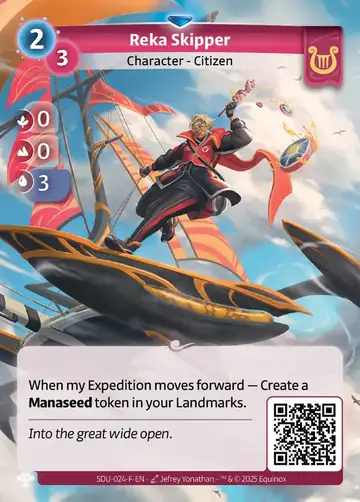 2
Reka Skipper
3
Character - Citizen
0
0
3
When my Expedition moves forward — Create a
Manaseed token in your Landmarks.
Into the great wide open.
SDU-024-F-EN - Jefrey Yonathan - ™ & © 2025 Equinox